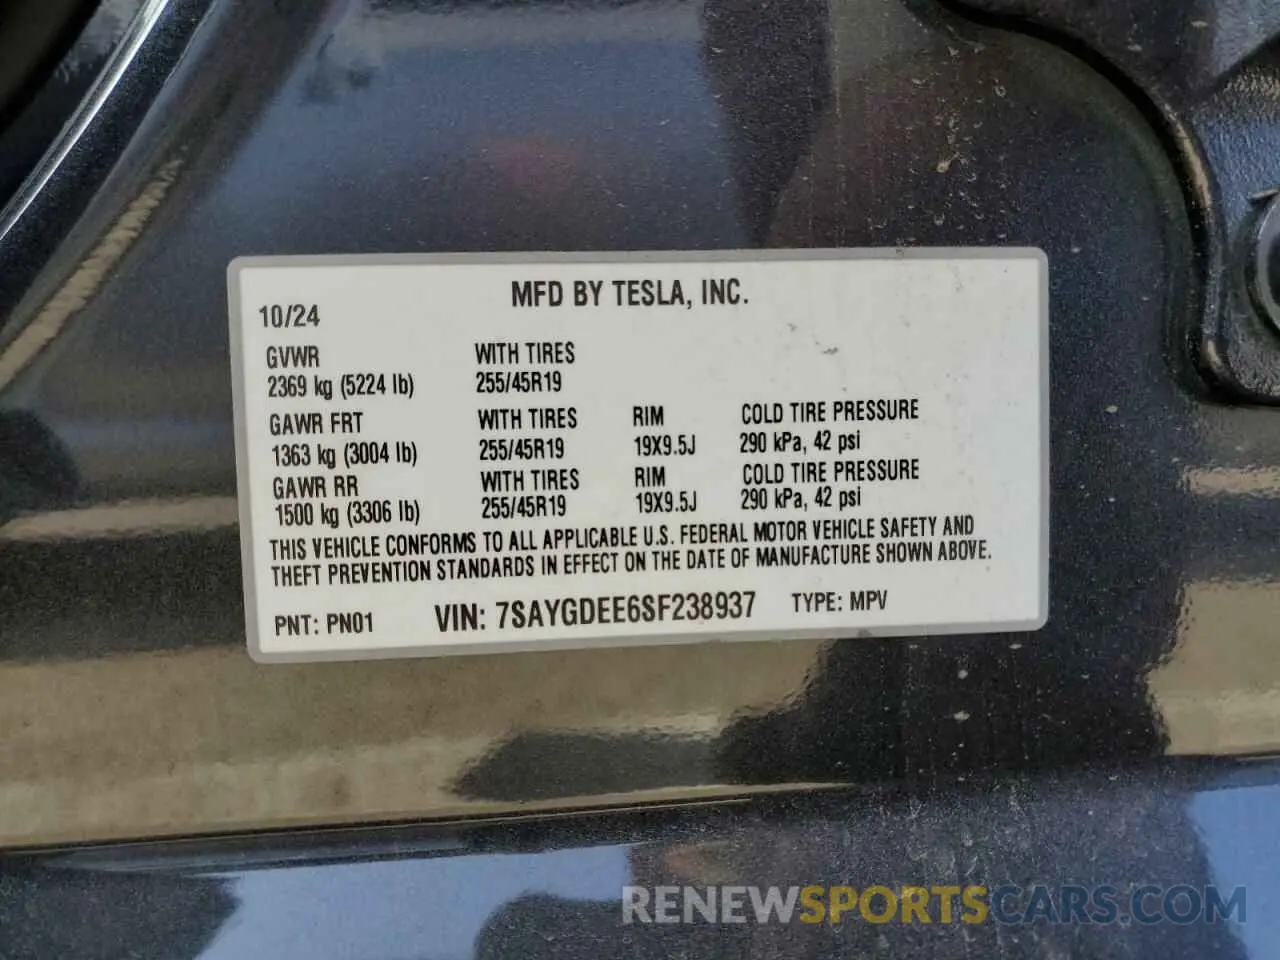 MFD BY TESLA, INC.
10/24
GVWR WITH TIRES
2369 kg (5224 lb) 255/45R19
GAWR FRT WITH TIRES RIM COLD TIRE PRESSURE
1363 kg (3004 lb) 255/45R19 19X9.5J 290 kPa, 42 psi
GAWR RR WITH TIRES RIM COLD TIRE PRESSURE
1500 kg (3306 lb) 255/45R19 19X9.5J 290 kPa, 42 psi
THIS VEHICLE CONFORMS TO ALL APPLICABLE U.S. FEDERAL MOTOR VEHICLE SAFETY AND
THEFT PREVENTION STANDARDS IN EFFECT ON THE DATE OF MANUFACTURE SHOWN ABOVE.
PNT: PN01 VIN: 7SAYGDEE6SF238937 TYPE: MPV
RENEWSPORTSCARS.COM